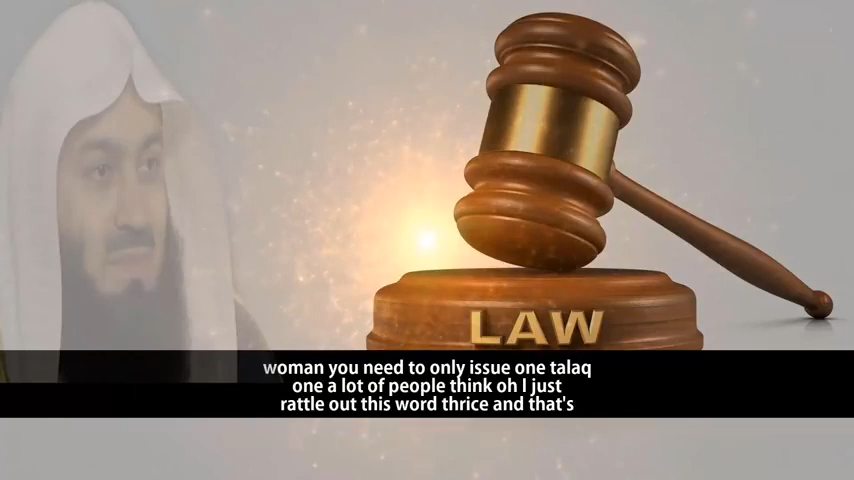 LAW
woman you need to only issue one talaq
one a lot of people think oh I just
rattle out this word thrice and that's